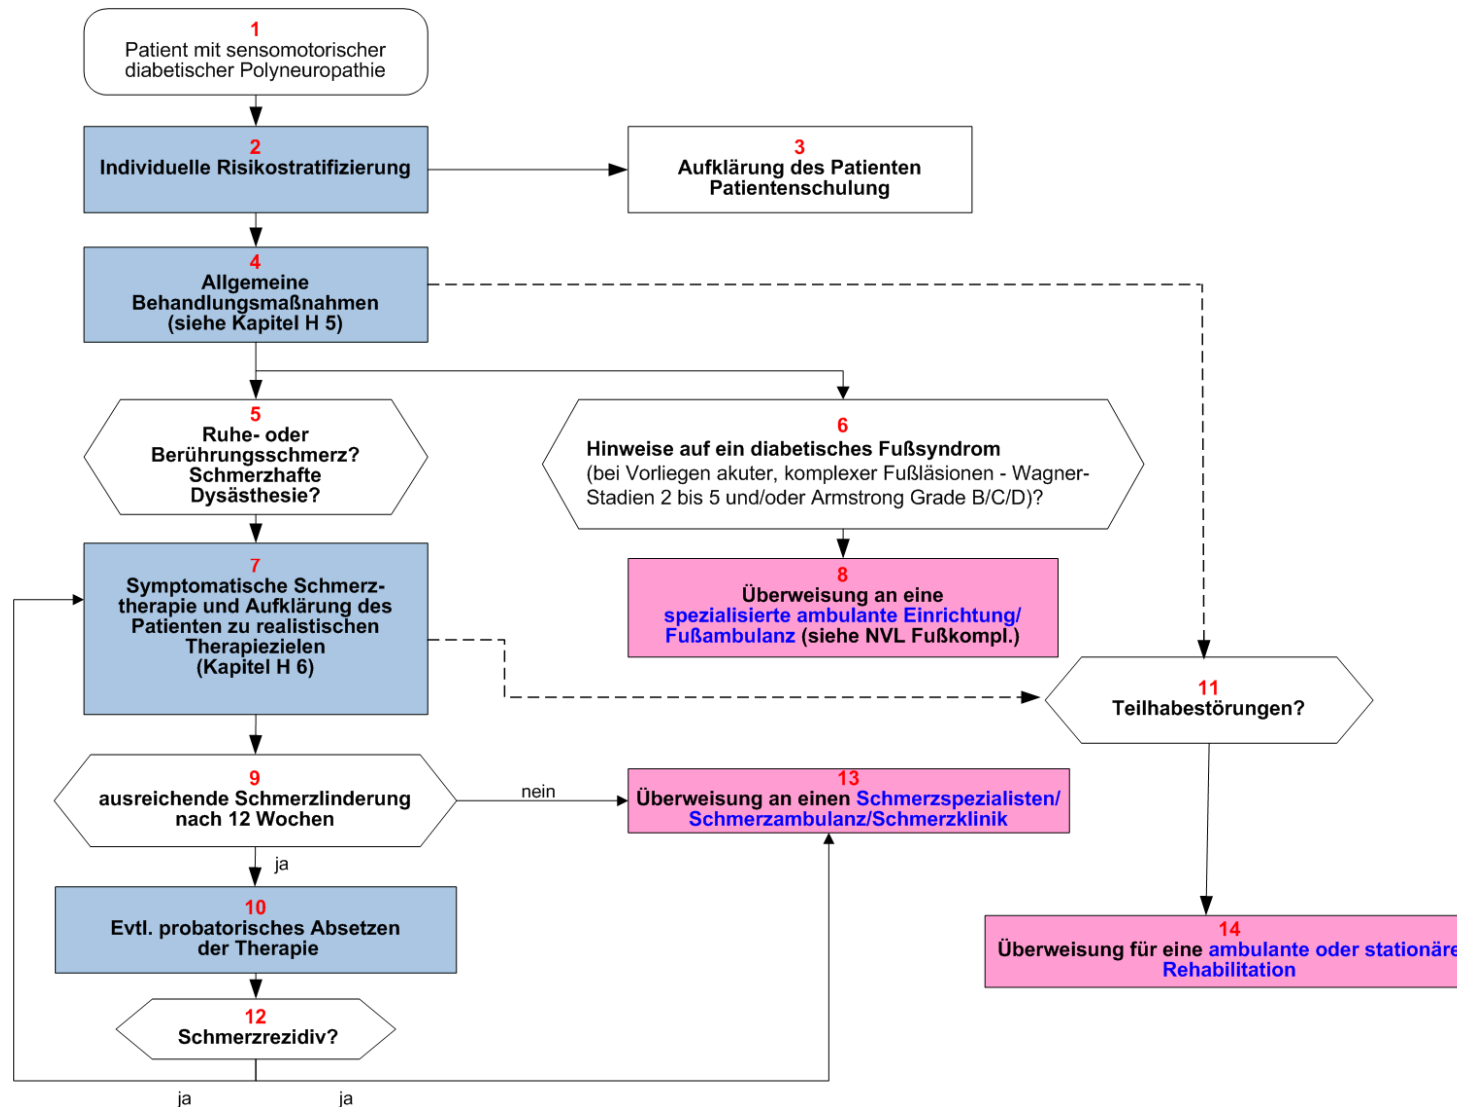 1
Patient mit sensomotorischer
diabetischer Polyneuropathie
2
Individuelle Risikostratifizierung
3
Aufklärung des Patienten
Patientenschulung
4
Allgemeine
Behandlungsmaßnahmen
(siehe Kapitel H 5)
5
Ruhe- oder
Berührungsschmerz?
Schmerzhafte
Dysästhesie?
6
Hinweise auf ein diabetisches Fußsyndrom
(bei Vorliegen akuter, komplexer Fußläsionen - Wagner-
Stadien 2 bis 5 und/oder Armstrong Grade B/C/D)?
7
Symptomatische Schmerz-
therapie und Aufklärung des
Patienten zu realistischen
Therapiezielen
(Kapitel H 6)
8
Überweisung an eine
spezialisierte ambulante Einrichtung/
Fußambulanz (siehe NVL Fußkompl.)
11
Teilhabestörungen?
9
ausreichende Schmerzlinderung
nach 12 Wochen
nein
13
Überweisung an einen Schmerzspezialisten/
Schmerzambulanz/Schmerzklinik
ja
10
Evtl. probatorisches Absetzen
der Therapie
14
Überweisung für eine ambulante oder stationäre
Rehabilitation
12
Schmerzrezidiv?
ja
ja